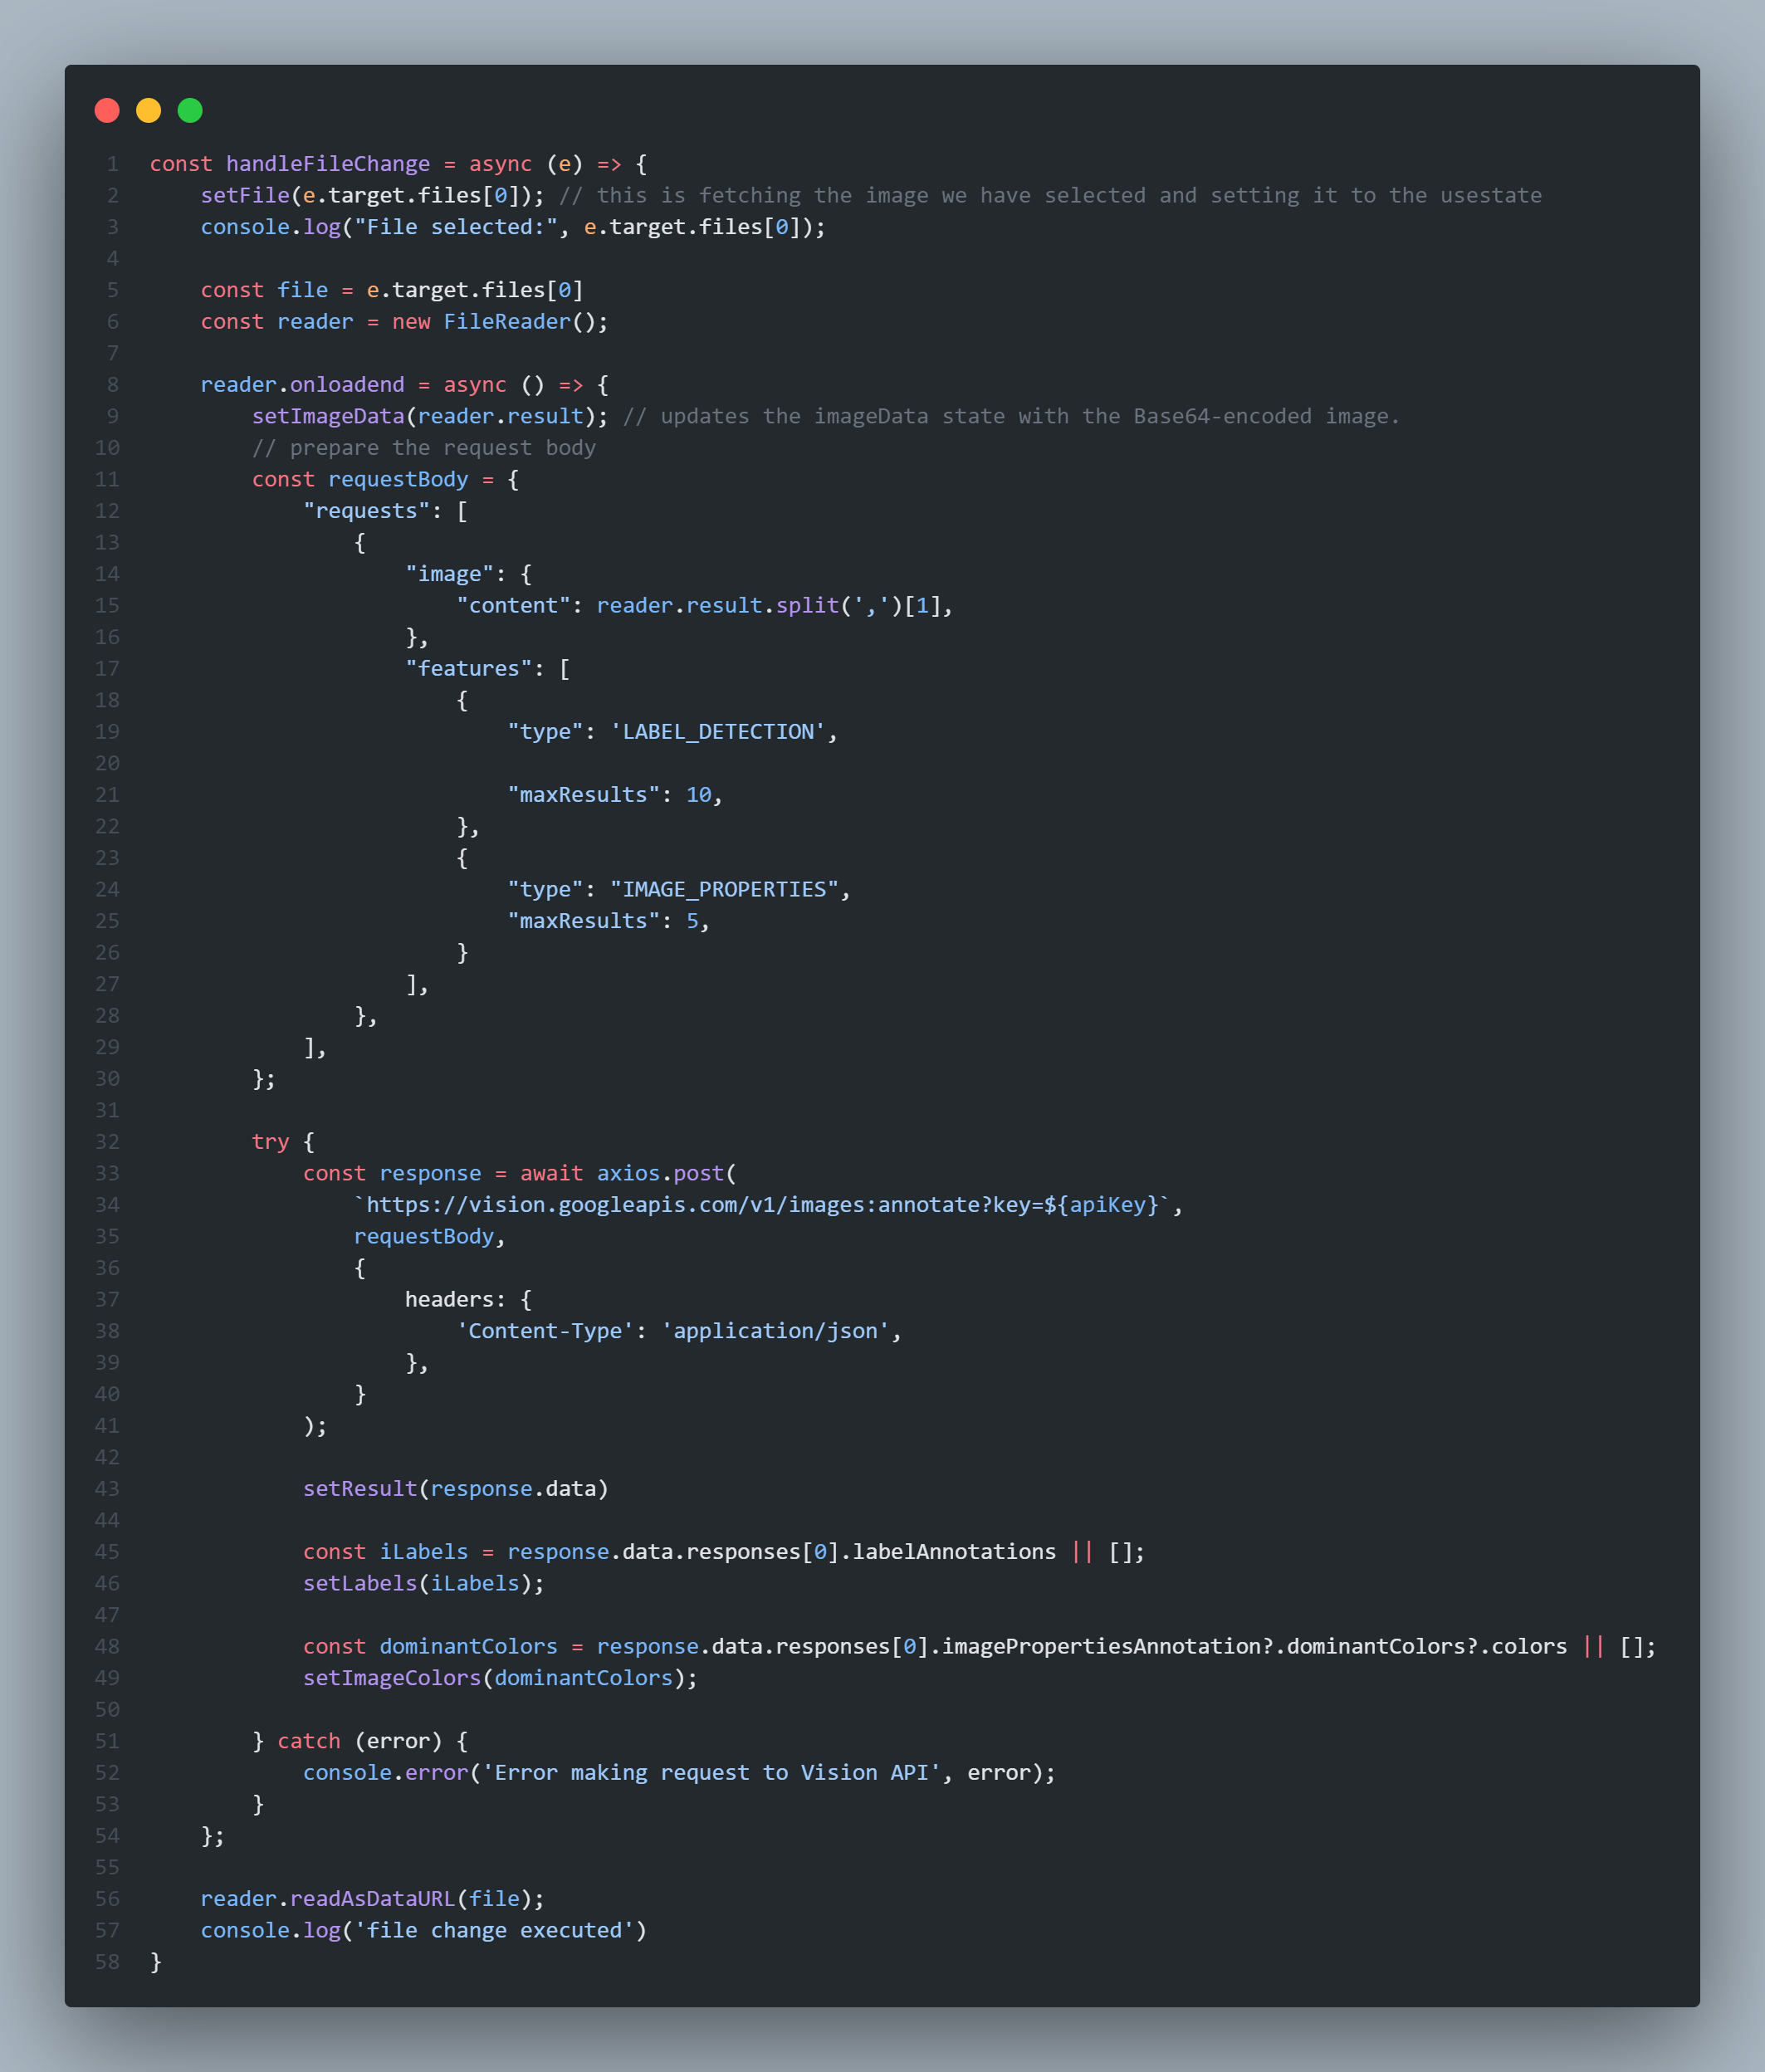 1 const handleFileChange = async (e) => {
2 setFile(e.target.files[0]); // this is fetching the image we have selected and setting it to the usestate
3 console.log("File selected:", e.target.files[0]);
4
5 const file = e.target.files[0]
6 const reader = new FileReader();
7
8 reader.onloadend = async () => {
9 setImageData(reader.result); // updates the imageData state with the Base64-encoded image.
10 // prepare the request body
11 const requestBody = {
12 "requests": [
13 {
14 "image": {
15 "content": reader.result.split(',')[1],
16 },
17 "features": [
18 {
19 "type": 'LABEL_DETECTION',
20
21 "maxResults": 10,
22 },
23 {
24 "type": "IMAGE_PROPERTIES",
25 "maxResults": 5,
26 }
27 ],
28 },
29 ],
30 };
31
32 try {
33 const response = await axios.post(
34 `https://vision.googleapis.com/v1/images:annotate?key=${apiKey}`,
35 requestBody,
36 {
37 headers: {
38 'Content-Type': 'application/json',
39 },
40 }
41 );
42
43 setResult(response.data)
44
45 const iLabels = response.data.responses[0].labelAnnotations || [];
46 setLabels(iLabels);
47
48 const dominantColors = response.data.responses[0].imagePropertiesAnnotation?.dominantColors?.colors || [];
49 setImageColors(dominantColors);
50
51 } catch (error) {
52 console.error('Error making request to Vision API', error);
53 }
54 };
55
56 reader.readAsDataURL(file);
57 console.log('file change executed')
58 }